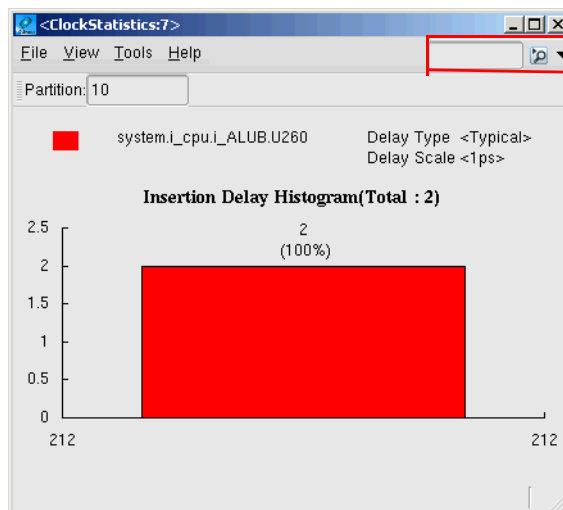 <ClockStatistics:7>
File View Tools Help
Partition: 10
system.i_cpu.i_ALUB.U260
Delay Type <Typical>
Delay Scale <1ps>
Insertion Delay Histogram(Total : 2)
2.5
2
(100%)
2
1.5
1
0.5
0
212 212